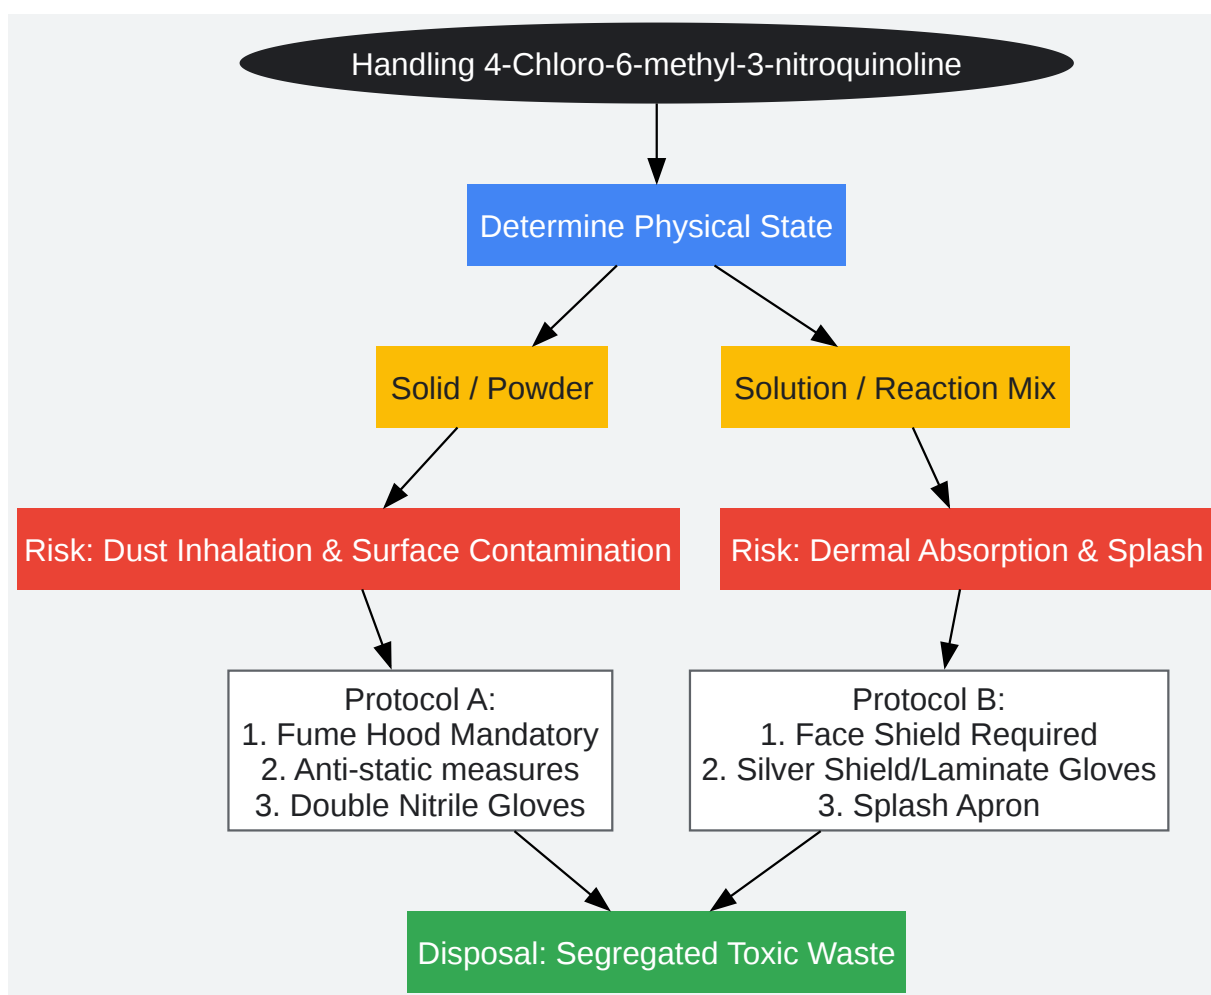 Handling 4-Chloro-6-methyl-3-nitroquinoline
Determine Physical State
Solid / Powder
Solution / Reaction Mix
Risk: Dust Inhalation & Surface Contamination
Risk: Dermal Absorption & Splash
Protocol A:
1. Fume Hood Mandatory
2. Anti-static measures
3. Double Nitrile Gloves
Protocol B:
1. Face Shield Required
2. Silver Shield/Laminate Gloves
3. Splash Apron
Disposal: Segregated Toxic Waste